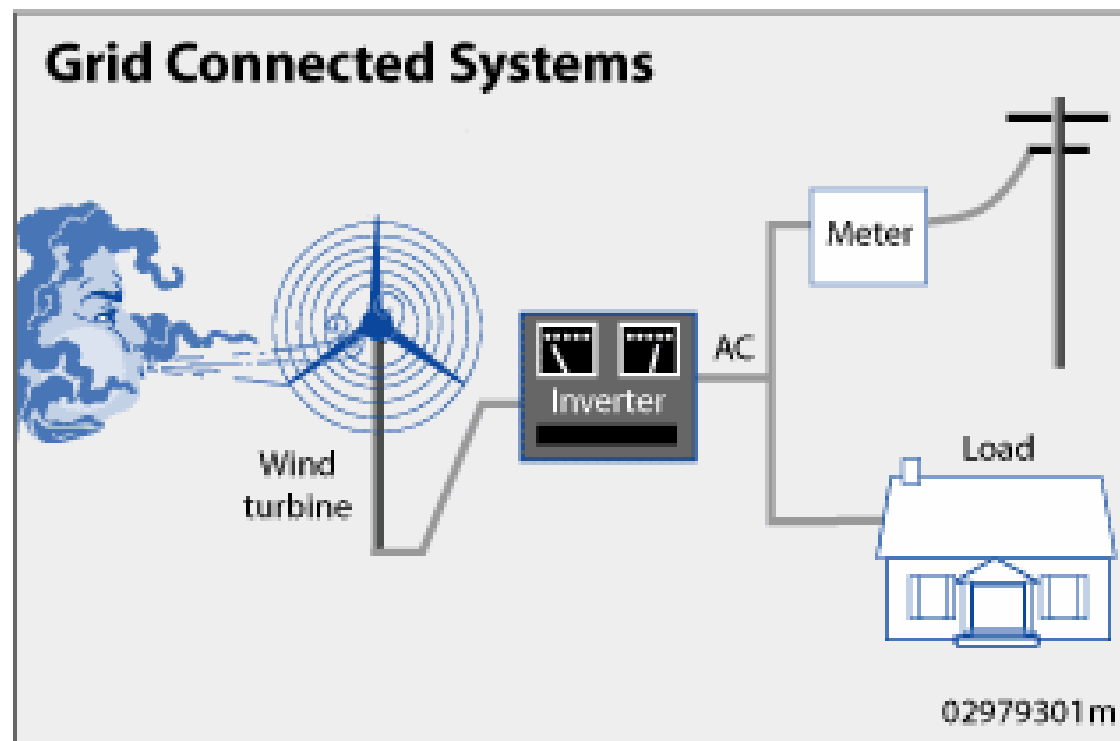 Grid Connected Systems
Meter
AC
Inverter
Load
Wind
turbine
02979301m